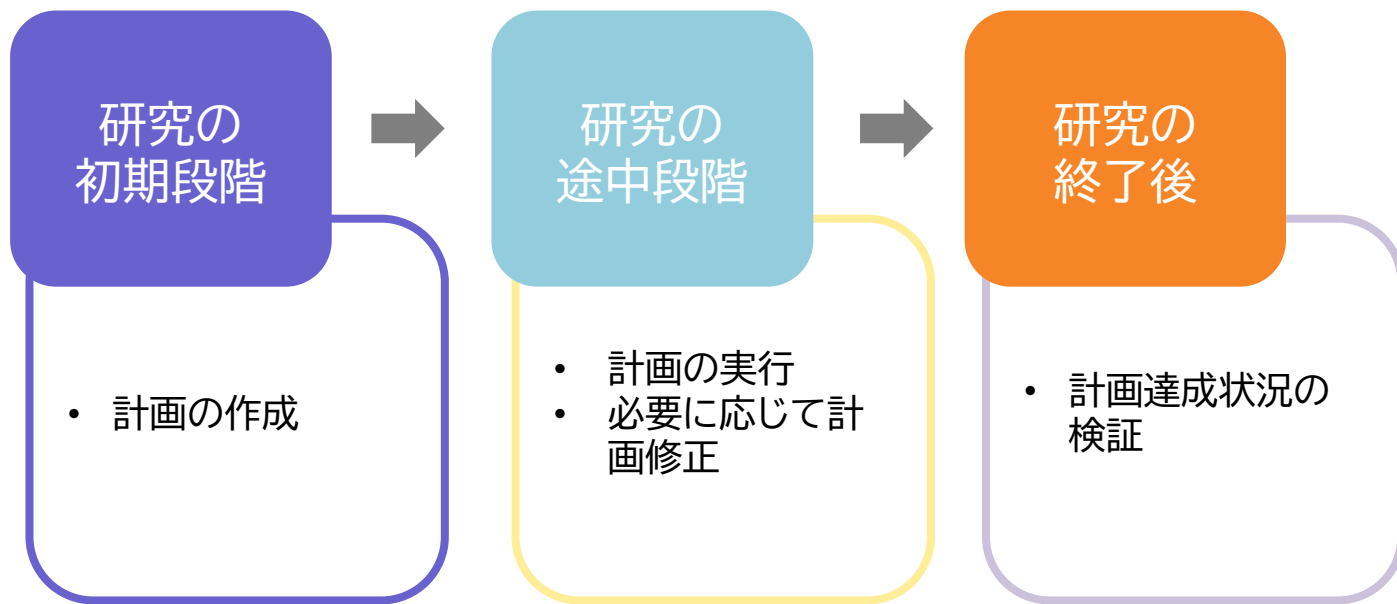 研究の
初期段階
研究の
途中段階
研究の
終了後
• 計画の作成
• 計画の実行
• 必要に応じて計
画修正
• 計画達成状況の
検証